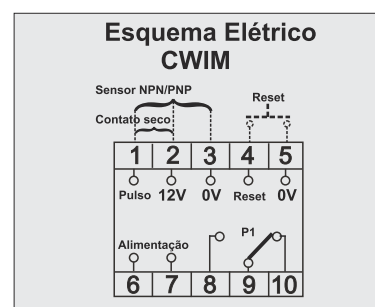 Esquema Elétrico
CWIM
Sensor NPN/PNP
Reset
Contato seco
1 2 3 4 5
Pulso 12V 0V Reset 0V
P1
Alimentação
6 7 8 9 10